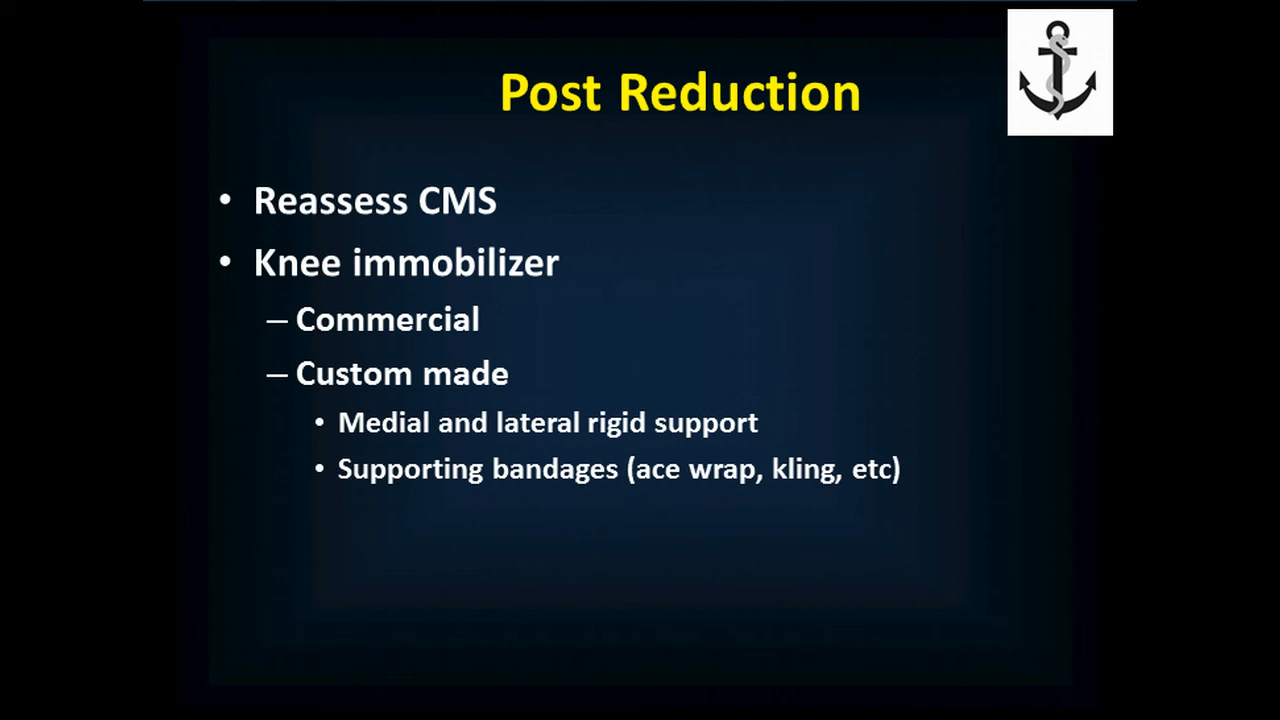 Post Reduction
• Reassess CMS
• Knee immobilizer
– Commercial
– Custom made
• Medial and lateral rigid support
• Supporting bandages (ace wrap, kling, etc)